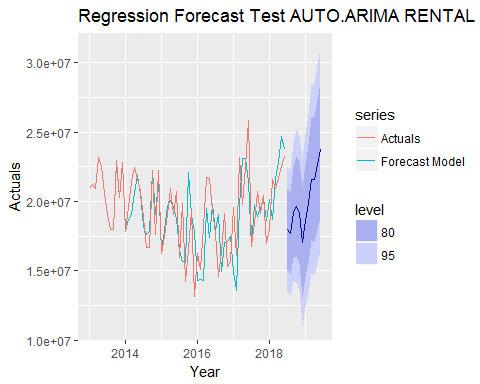 Regression Forecast Test AUTO.ARIMA RENTAL
3.0e+07
2.5e+07
2.0e+07
1.5e+07
1.0e+07
Actuals
2014
2016
2018
Year
series
Actuals
Forecast Model
level
80
95